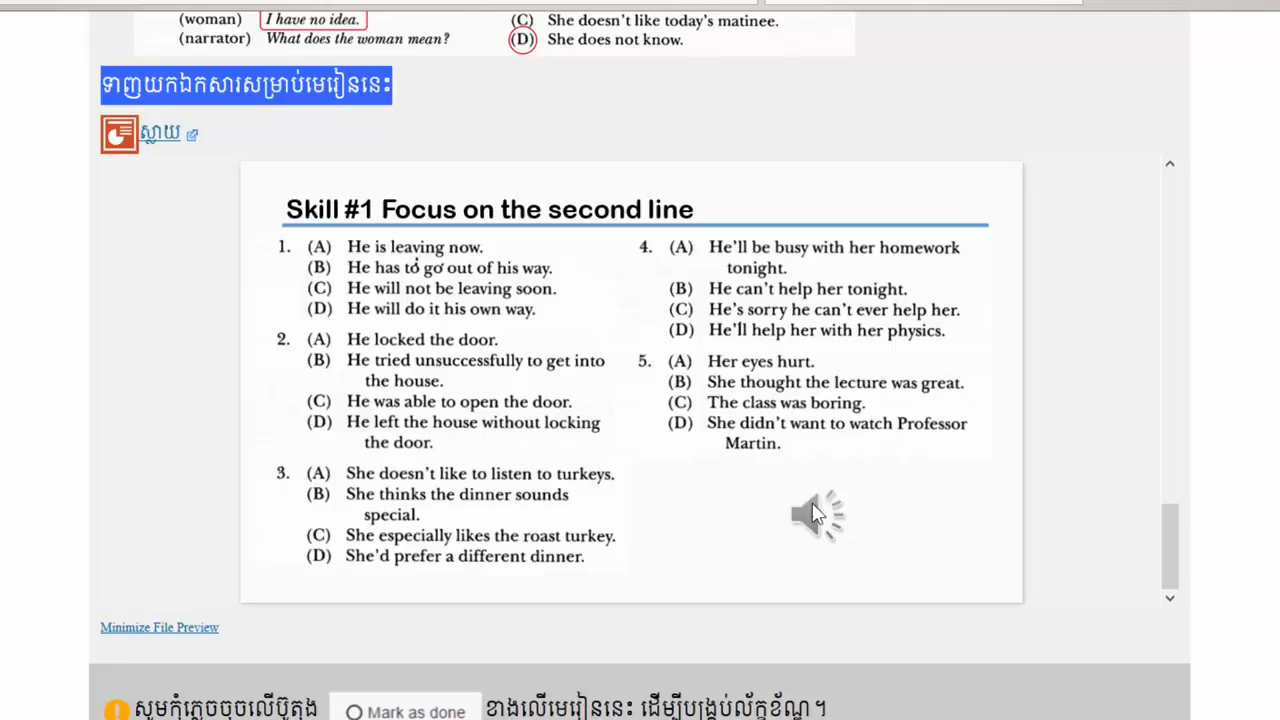 (woman) I have no idea. (C) She doesn't like today's matinee.
(narrator) What does the woman mean? (D) She does not know.
ទាញយកឯកសារសម្រាប់មេរៀននេះ
ស្លាយ
Skill #1 Focus on the second line
1. (A) He is leaving now.
(B) He has to go out of his way.
(C) He will not be leaving soon.
(D) He will do it his own way.
2. (A) He locked the door.
(B) He tried unsuccessfully to get into
the house.
(C) He was able to open the door.
(D) He left the house without locking
the door.
3. (A) She doesn't like to listen to turkeys.
(B) She thinks the dinner sounds
special.
(C) She especially likes the roast turkey.
(D) She'd prefer a different dinner.
4. (A) He'll be busy with her homework
tonight.
(B) He can't help her tonight.
(C) He's sorry he can't ever help her.
(D) He'll help her with her physics.
5. (A) Her eyes hurt.
(B) She thought the lecture was great.
(C) The class was boring.
(D) She didn't want to watch Professor
Martin.
Minimize File Preview
សូមកុំភ្លេចចុចលើប៊ូតុង Mark as done ខាងលើមេរៀននេះ ដើម្បីបង្គ្រប់ល័ក្ខខ័ណ្ឌ។